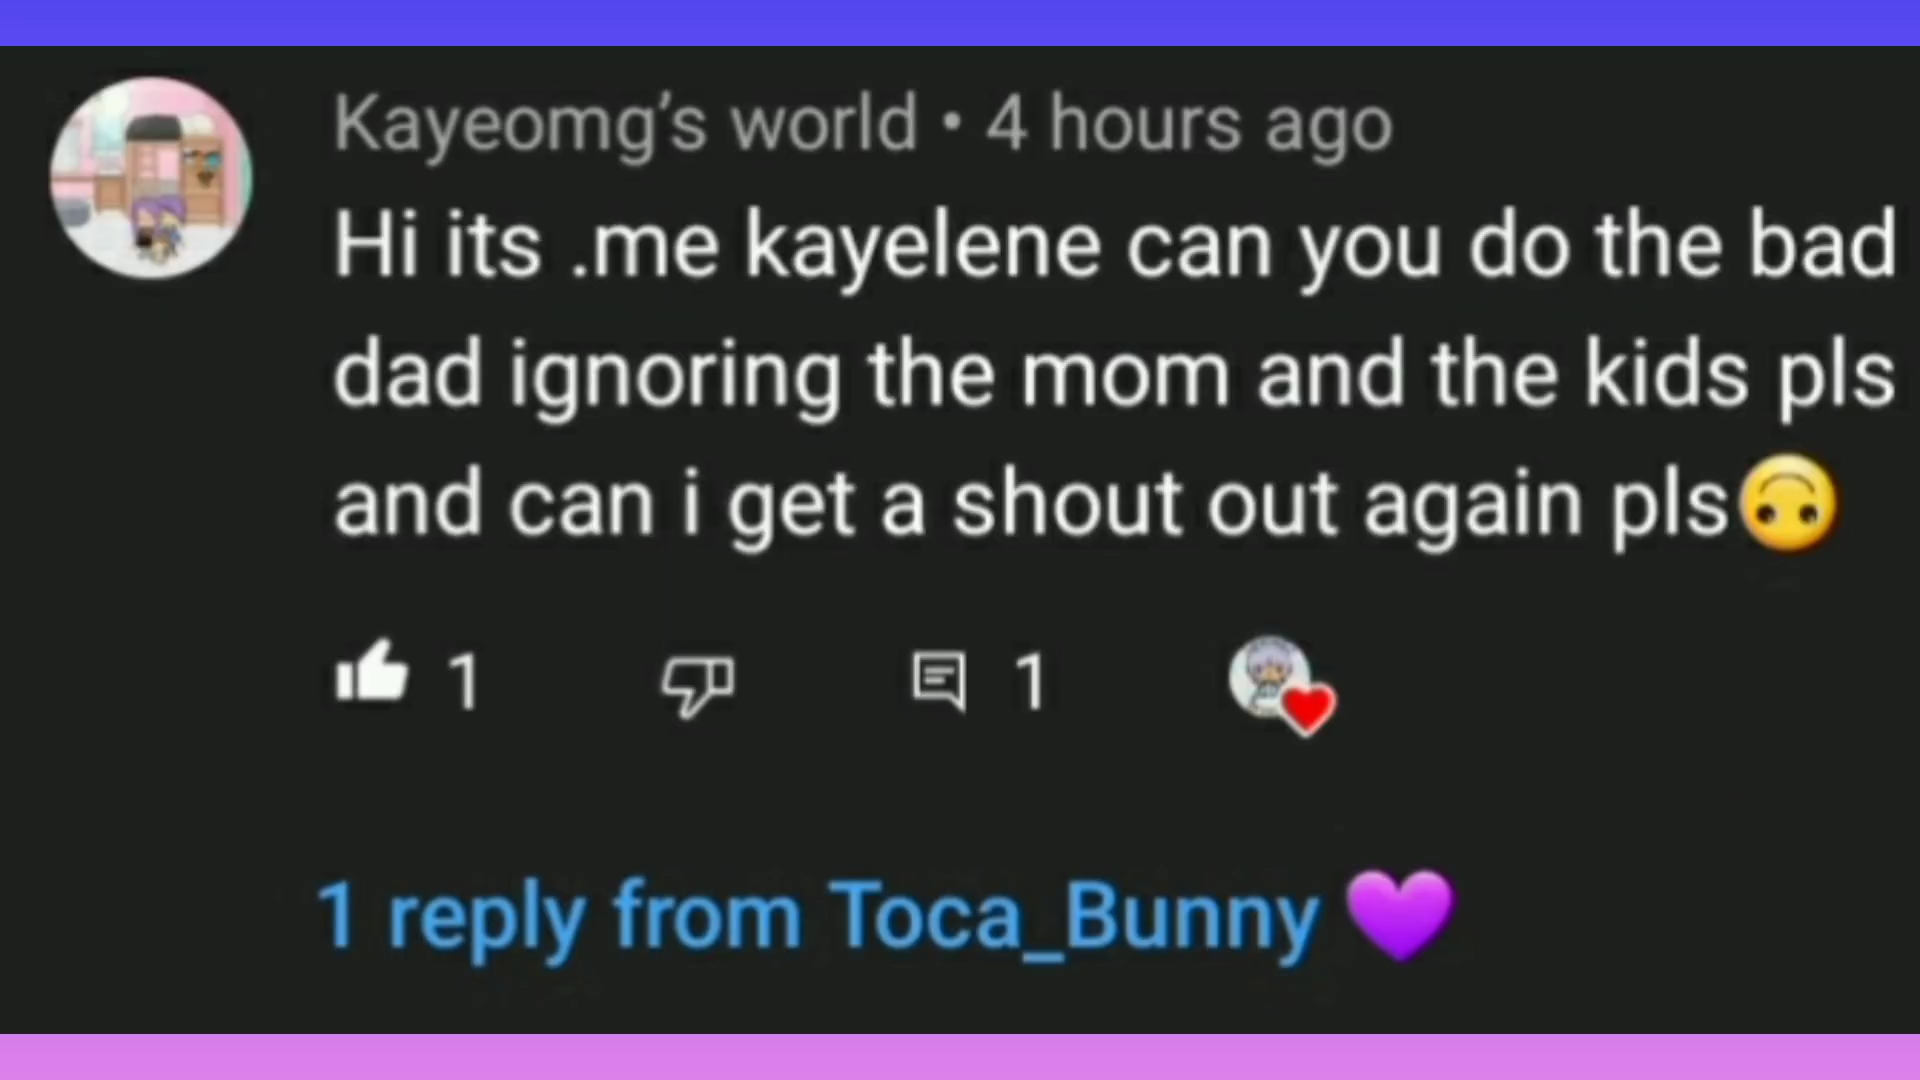 Kayeomg's world • 4 hours ago
Hi its .me kayelene can you do the bad
dad ignoring the mom and the kids pls
and can i get a shout out again pls🙃
1 1
1 reply from Toca_Bunny 💜